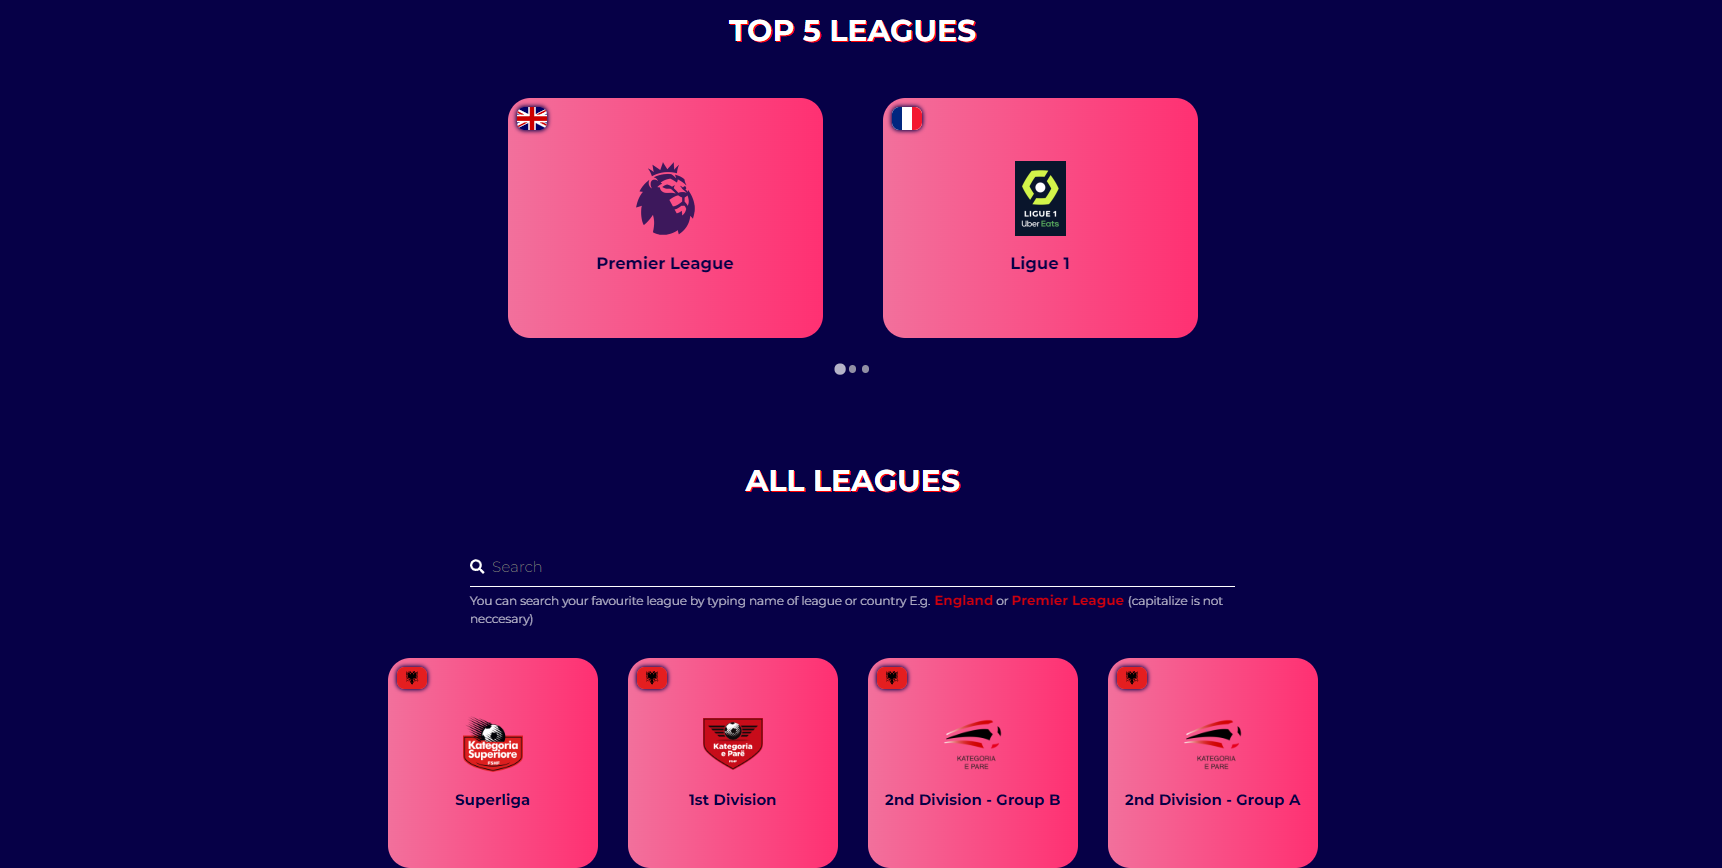 TOP 5 LEAGUES
LIGUE 1
Uber Eats
Premier League
Ligue 1
ALL LEAGUES
Search
You can search your favourite league by typing name of league or country E.g. England or Premier League (capitalize is not
neccesary)
Kategoria
Superiore
FSHF
Kategoria
e Parë
FSHF
KATEGORIA
E PARE
KATEGORIA
E PARE
Superliga
1st Division
2nd Division - Group B
2nd Division - Group A